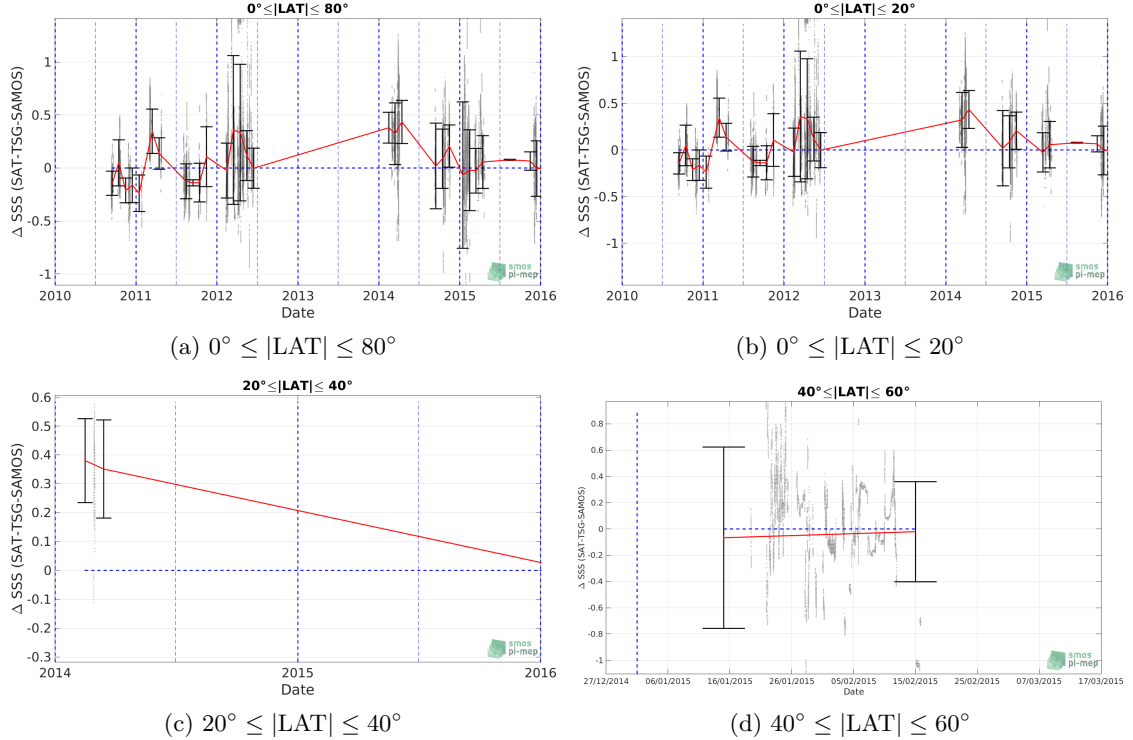 0°≤|LAT|≤ 80°
Δ SSS (SAT-TSG-SAMOS)
1
0.5
0
-0.5
-1
2010 2011 2012 2013 2014 2015 2016
Date
smos
pi-mep
(a) 0° ≤ |LAT| ≤ 80°
0°≤|LAT|≤ 20°
Δ SSS (SAT-TSG-SAMOS)
1
0.5
0
-0.5
-1
2010 2011 2012 2013 2014 2015 2016
Date
smos
pi-mep
(b) 0° ≤ |LAT| ≤ 20°
20°≤|LAT|≤ 40°
Δ SSS (SAT-TSG-SAMOS)
0.6
0.5
0.4
0.3
0.2
0.1
0
-0.1
-0.2
-0.3
2014 2015 2016
Date
smos
pi-mep
(c) 20° ≤ |LAT| ≤ 40°
40°≤|LAT|≤ 60°
Δ SSS (SAT-TSG-SAMOS)
0.8
0.6
0.4
0.2
0
-0.2
-0.4
-0.6
-0.8
-1
27/12/2014 06/01/2015 16/01/2015 26/01/2015 05/02/2015 15/02/2015 25/02/2015 07/03/2015 17/03/2015
Date
smos
pi-mep
(d) 40° ≤ |LAT| ≤ 60°